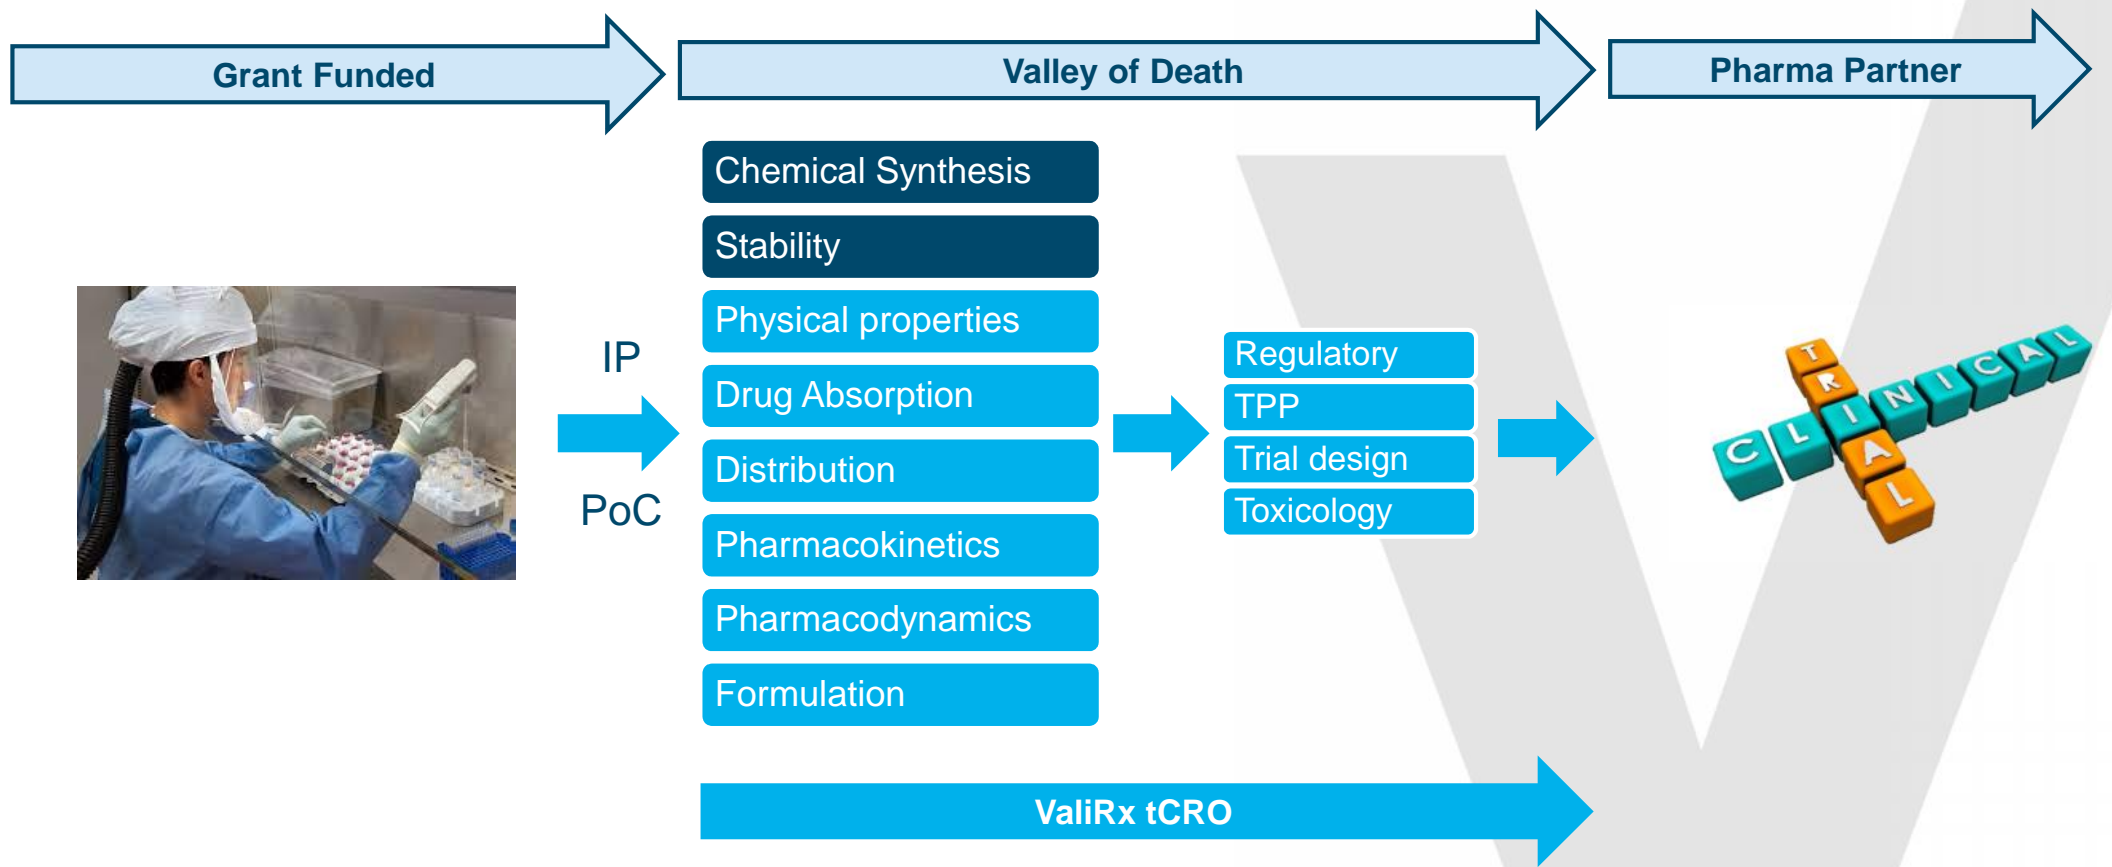 Grant Funded
Valley of Death
Pharma Partner
Chemical Synthesis
Stability
Physical properties
Drug Absorption
Distribution
Pharmacokinetics
Pharmacodynamics
Formulation
IP
PoC
Regulatory
TPP
Trial design
Toxicology
CLINICAL
TRIAL
ValiRx tCRO